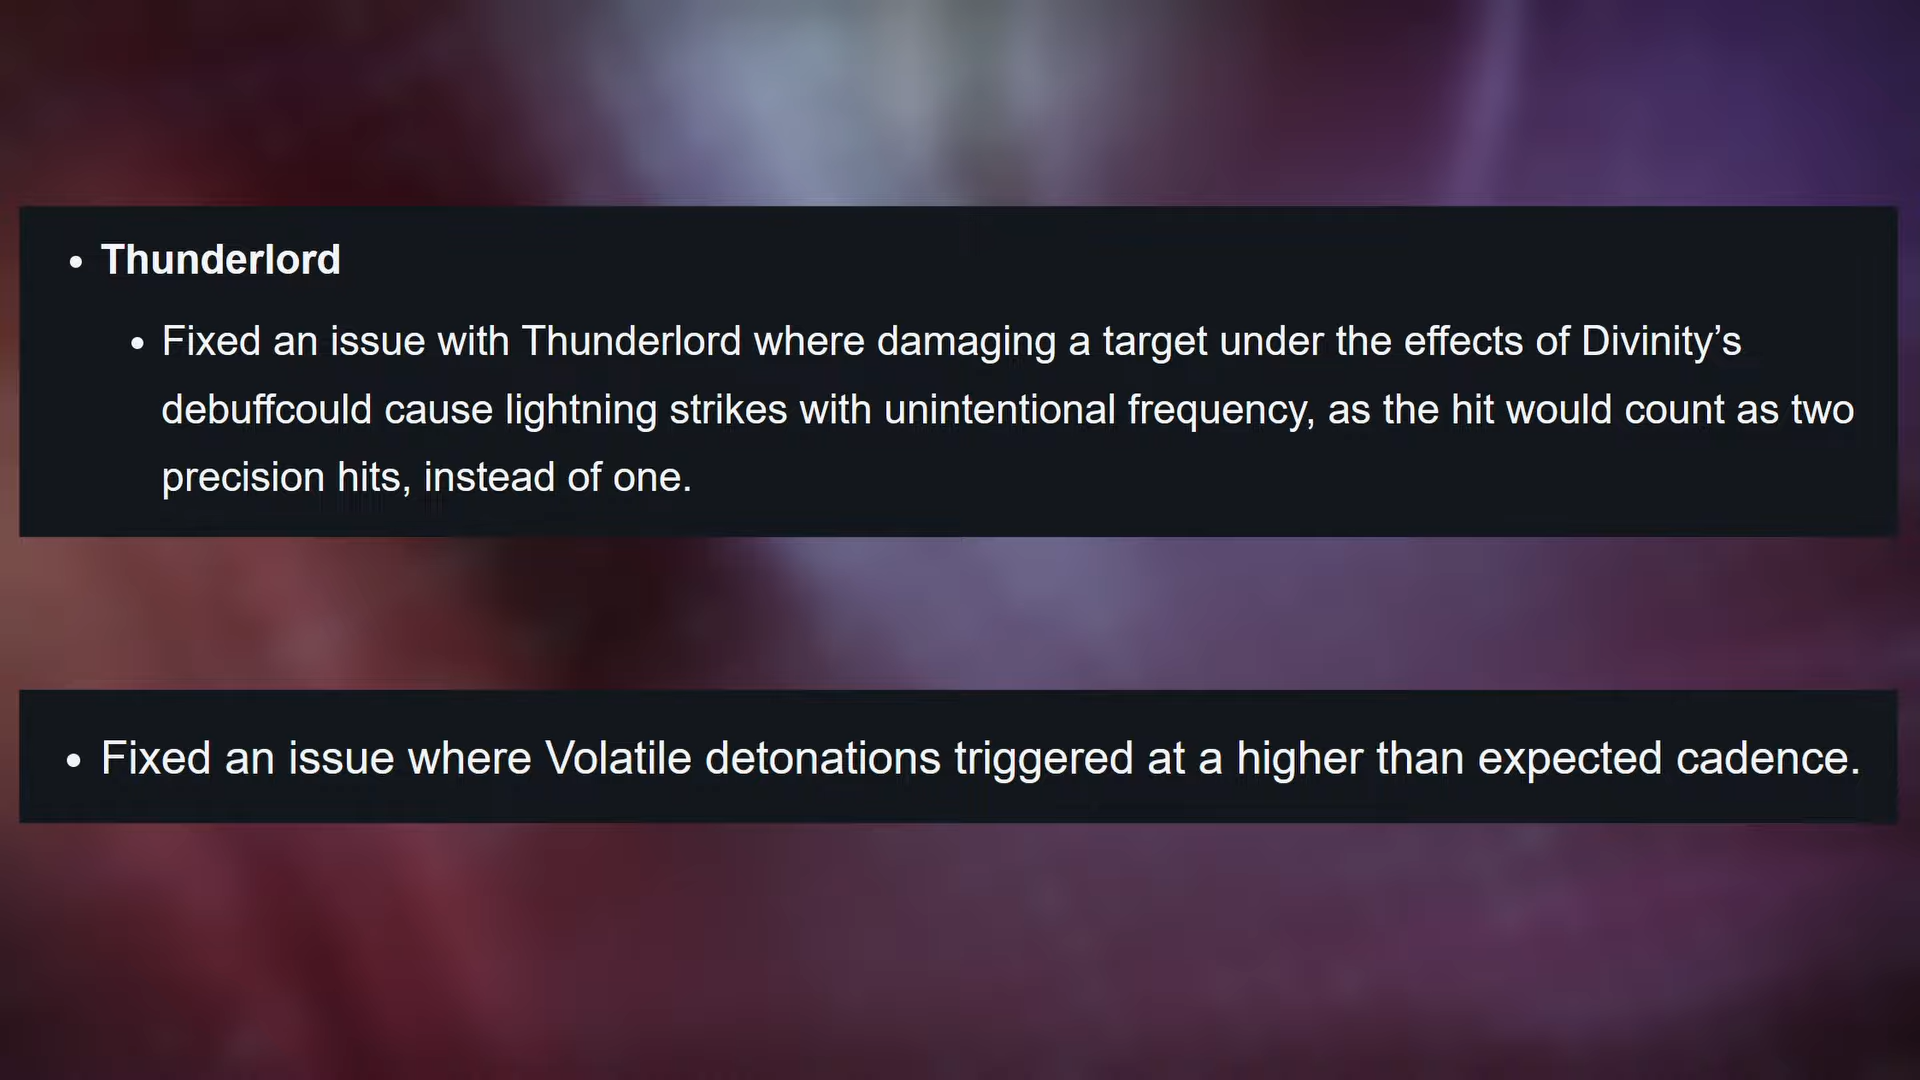 • Thunderlord
• Fixed an issue with Thunderlord where damaging a target under the effects of Divinity’s
debuffcould cause lightning strikes with unintentional frequency, as the hit would count as two
precision hits, instead of one.
• Fixed an issue where Volatile detonations triggered at a higher than expected cadence.